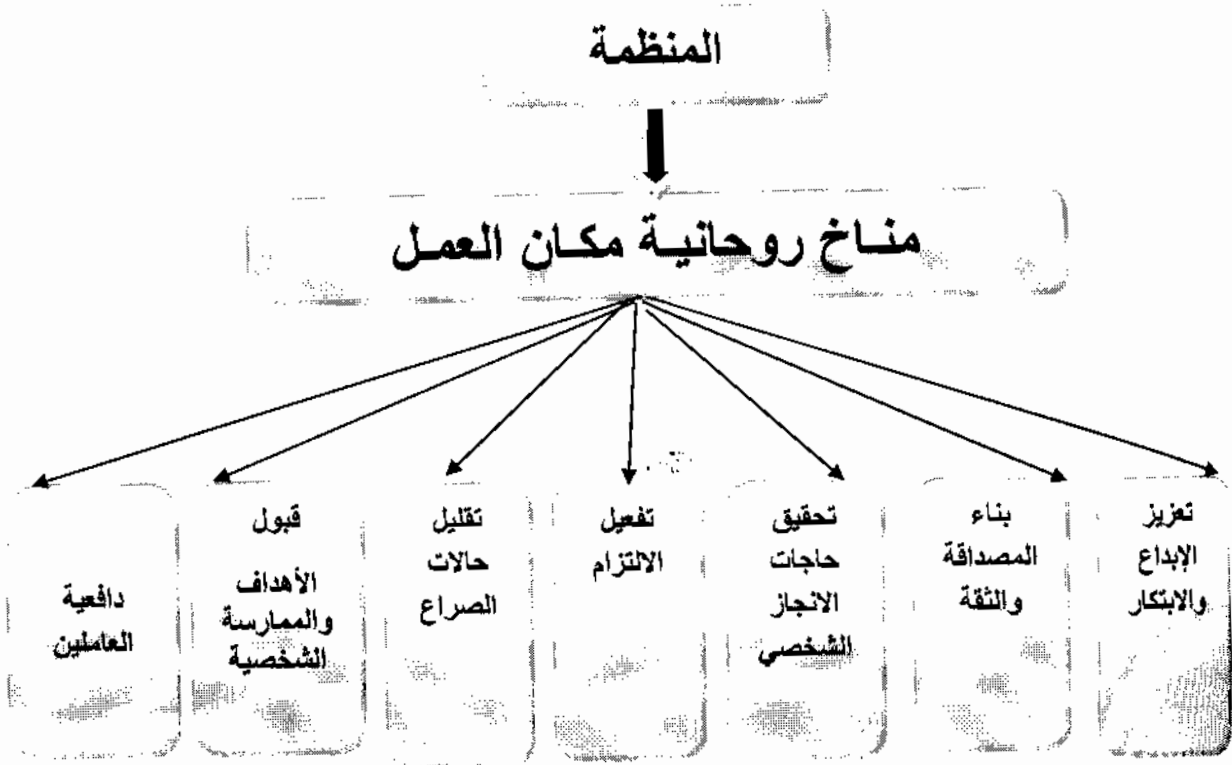 المنظمة
مناخ روحانية مكان العمل
تعزيز
الإبداع
والابتكار
بناء
المصداقة
والثقة
تحقيق
حاجات
الانجاز
الشخصي
تفعيل
الالتزام
تقليل
حالات
الصراع
قبول
الأهداف
والممارسة
الشخصية
دافعية
العاملين